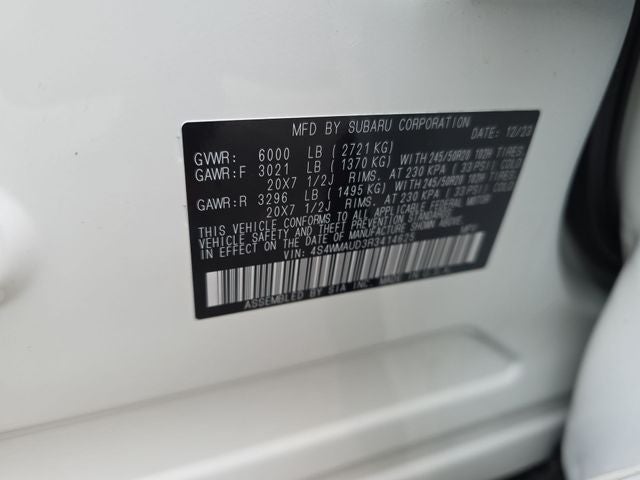 MFD BY SUBARU CORPORATION DATE: 12/23
GVWR: 6000 LB ( 2721 KG)
GAWR:F 3021 LB ( 1370 KG) WITH 245/50R20 102H TIRES
20X7 1/2J RIMS. AT 230 KPA ( 33 PSI) COLD
GAWR:R 3296 LB ( 1495 KG) WITH 245/50R20 102H TIRES
20X7 1/2J RIMS. AT 230 KPA ( 33 PSI) COLD
THIS VEHICLE CONFORMS TO ALL APPLICABLE FEDERAL MOTOR
VEHICLE SAFETY AND THEFT PREVENTION STANDARDS
IN EFFECT ON THE DATE OF MANUFACTURE SHOWN ABOVE.
VIN: MPV
ASSEMBLED BY SIA INC. MADE IN U.S.A.